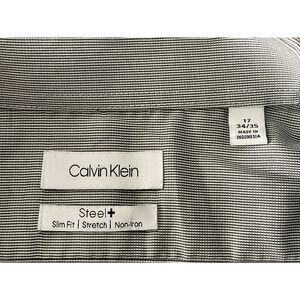 17
34/35
MADE IN
INDONESIA
Calvin Klein
Steel+
Slim Fit | Stretch | Non-Iron